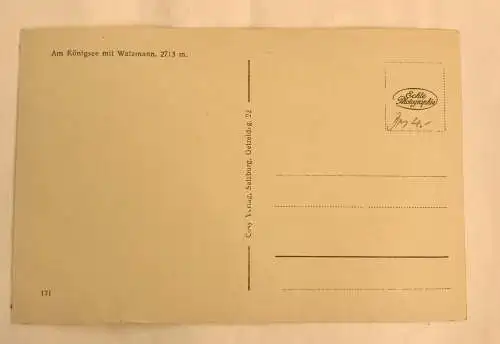 Am Königsee mit Watzmann, 2713 m.
Echte
Photographie
Cosy Verlag, Salzburg, Getreideg. 22
171